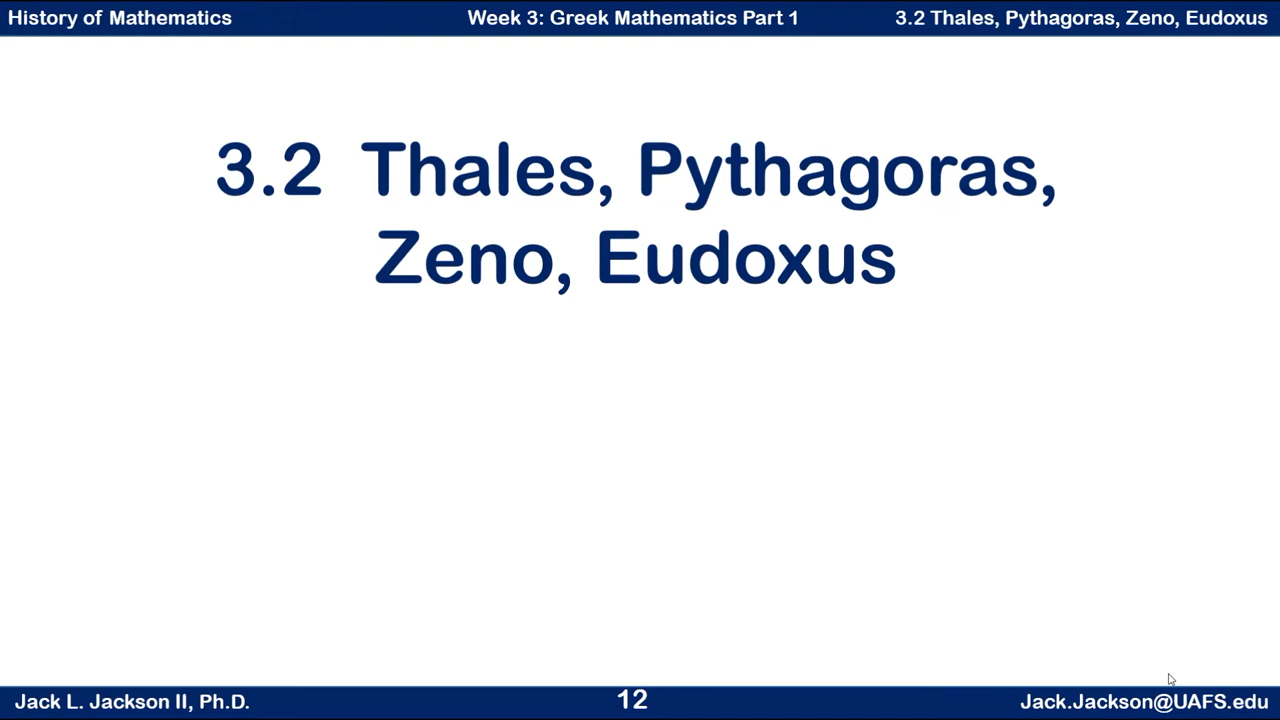 History of Mathematics
Week 3: Greek Mathematics Part 1
3.2 Thales, Pythagoras, Zeno, Eudoxus
3.2 Thales, Pythagoras,
Zeno, Eudoxus
Jack L. Jackson II, Ph.D.
12
Jack.Jackson@UAFS.edu